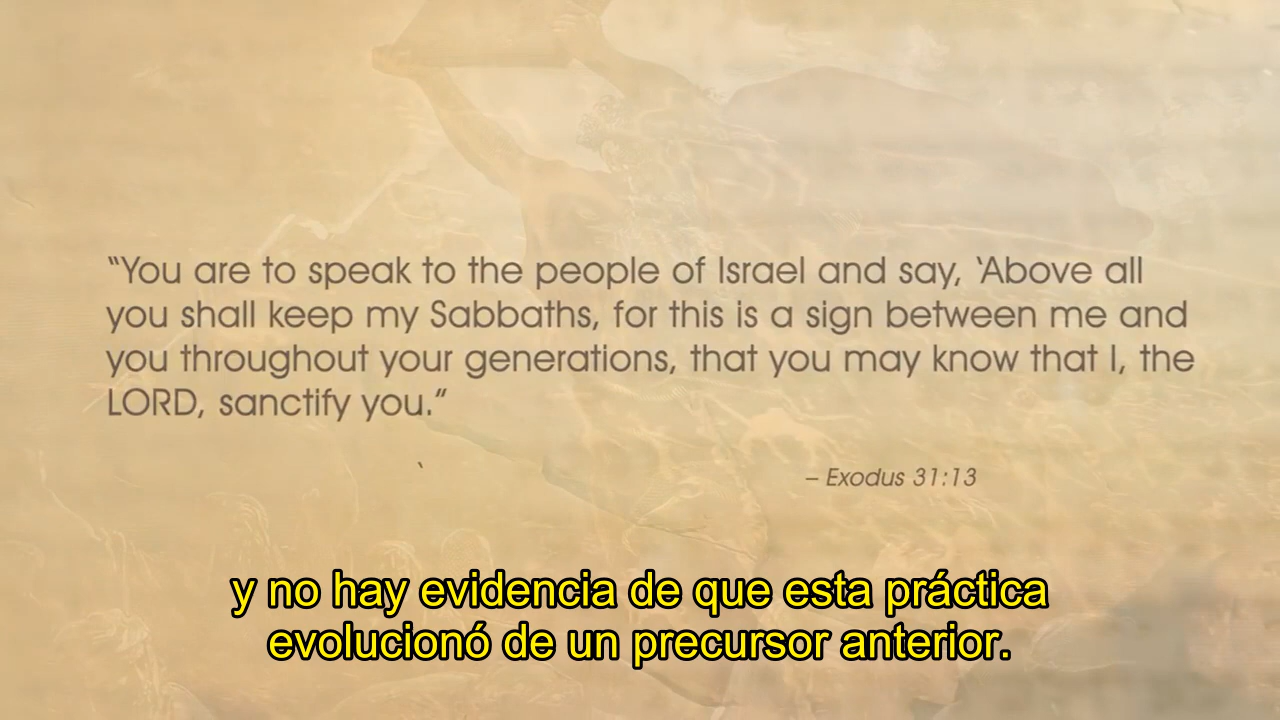 “You are to speak to the people of Israel and say, ‘Above all
you shall keep my Sabbaths, for this is a sign between me and
you throughout your generations, that you may know that I, the
LORD, sanctify you.”
– Exodus 31:13
y no hay evidencia de que esta práctica
evolucionó de un precursor anterior.